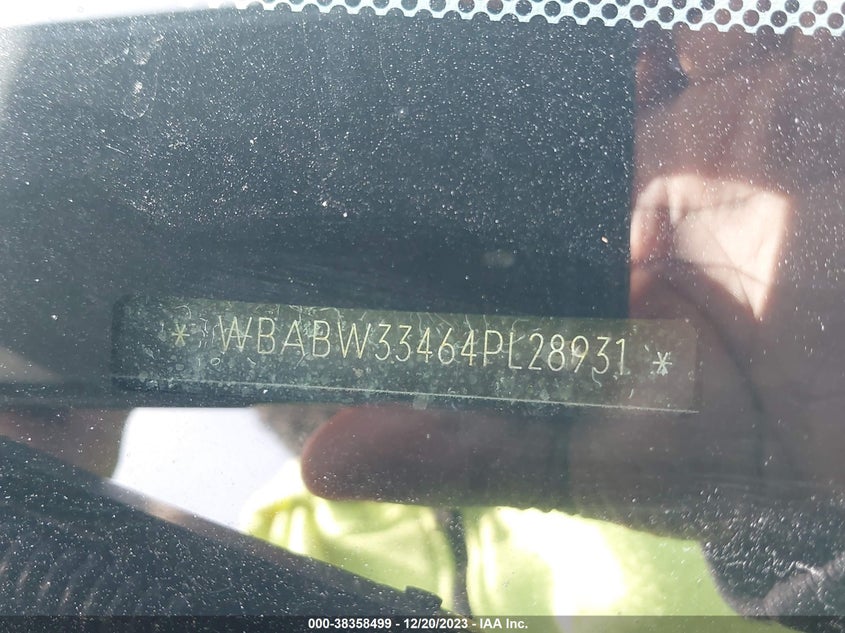 * WBABW33464PL28931 *
000-38358499 - 12/20/2023 - IAA Inc.